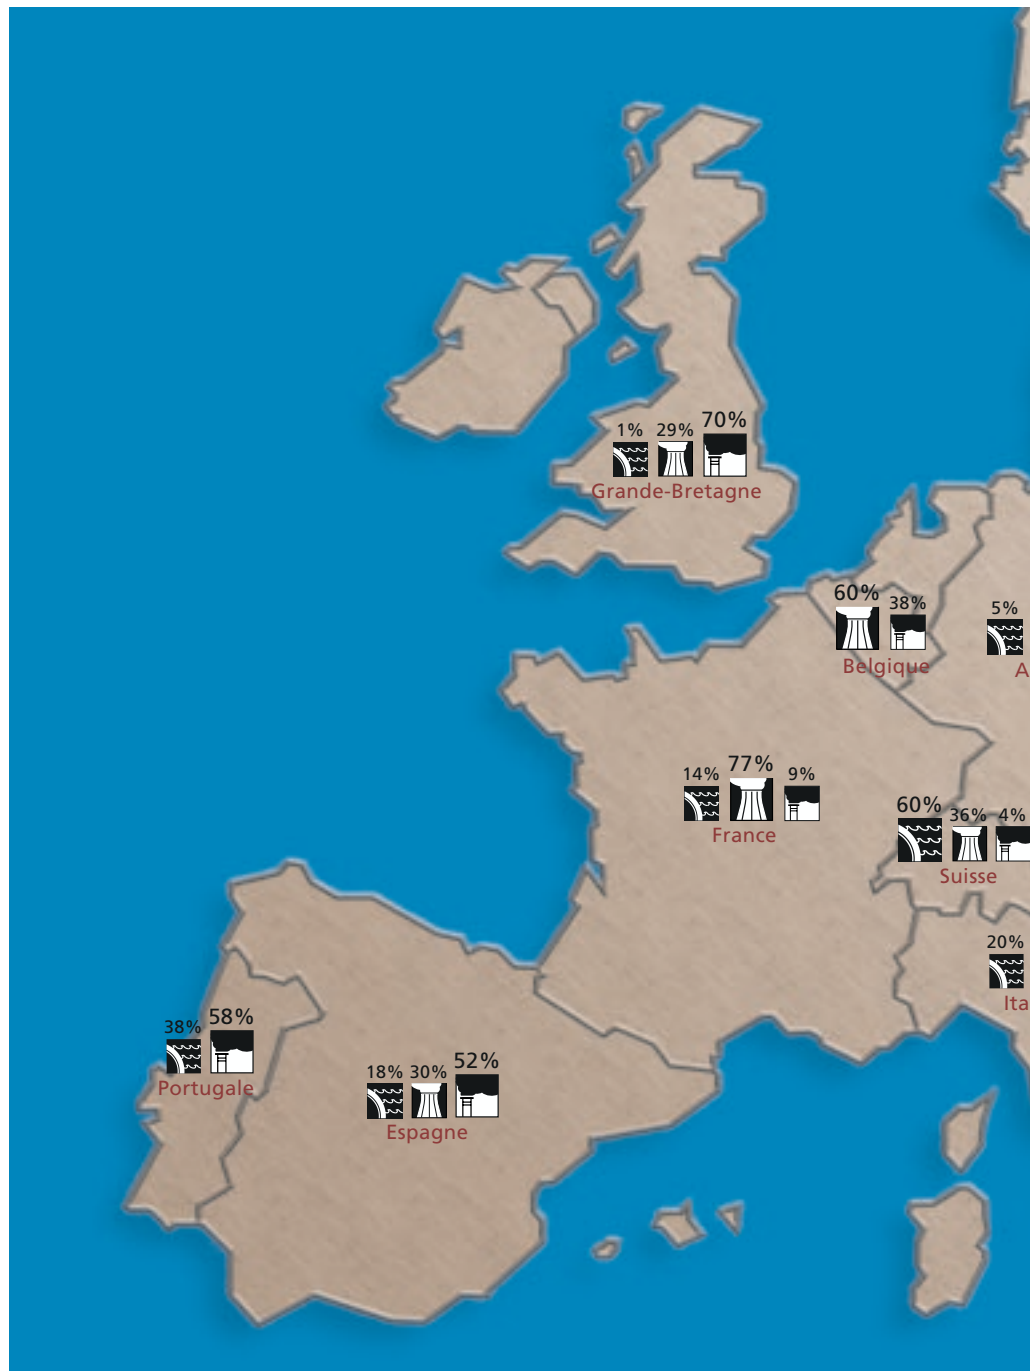 1% 29% 70%
Grande-Bretagne
60% 38%
Belgique
5%
A
14% 77% 9%
France
60% 36% 4%
Suisse
20%
Ita
38% 58%
Portugale
18% 30% 52%
Espagne